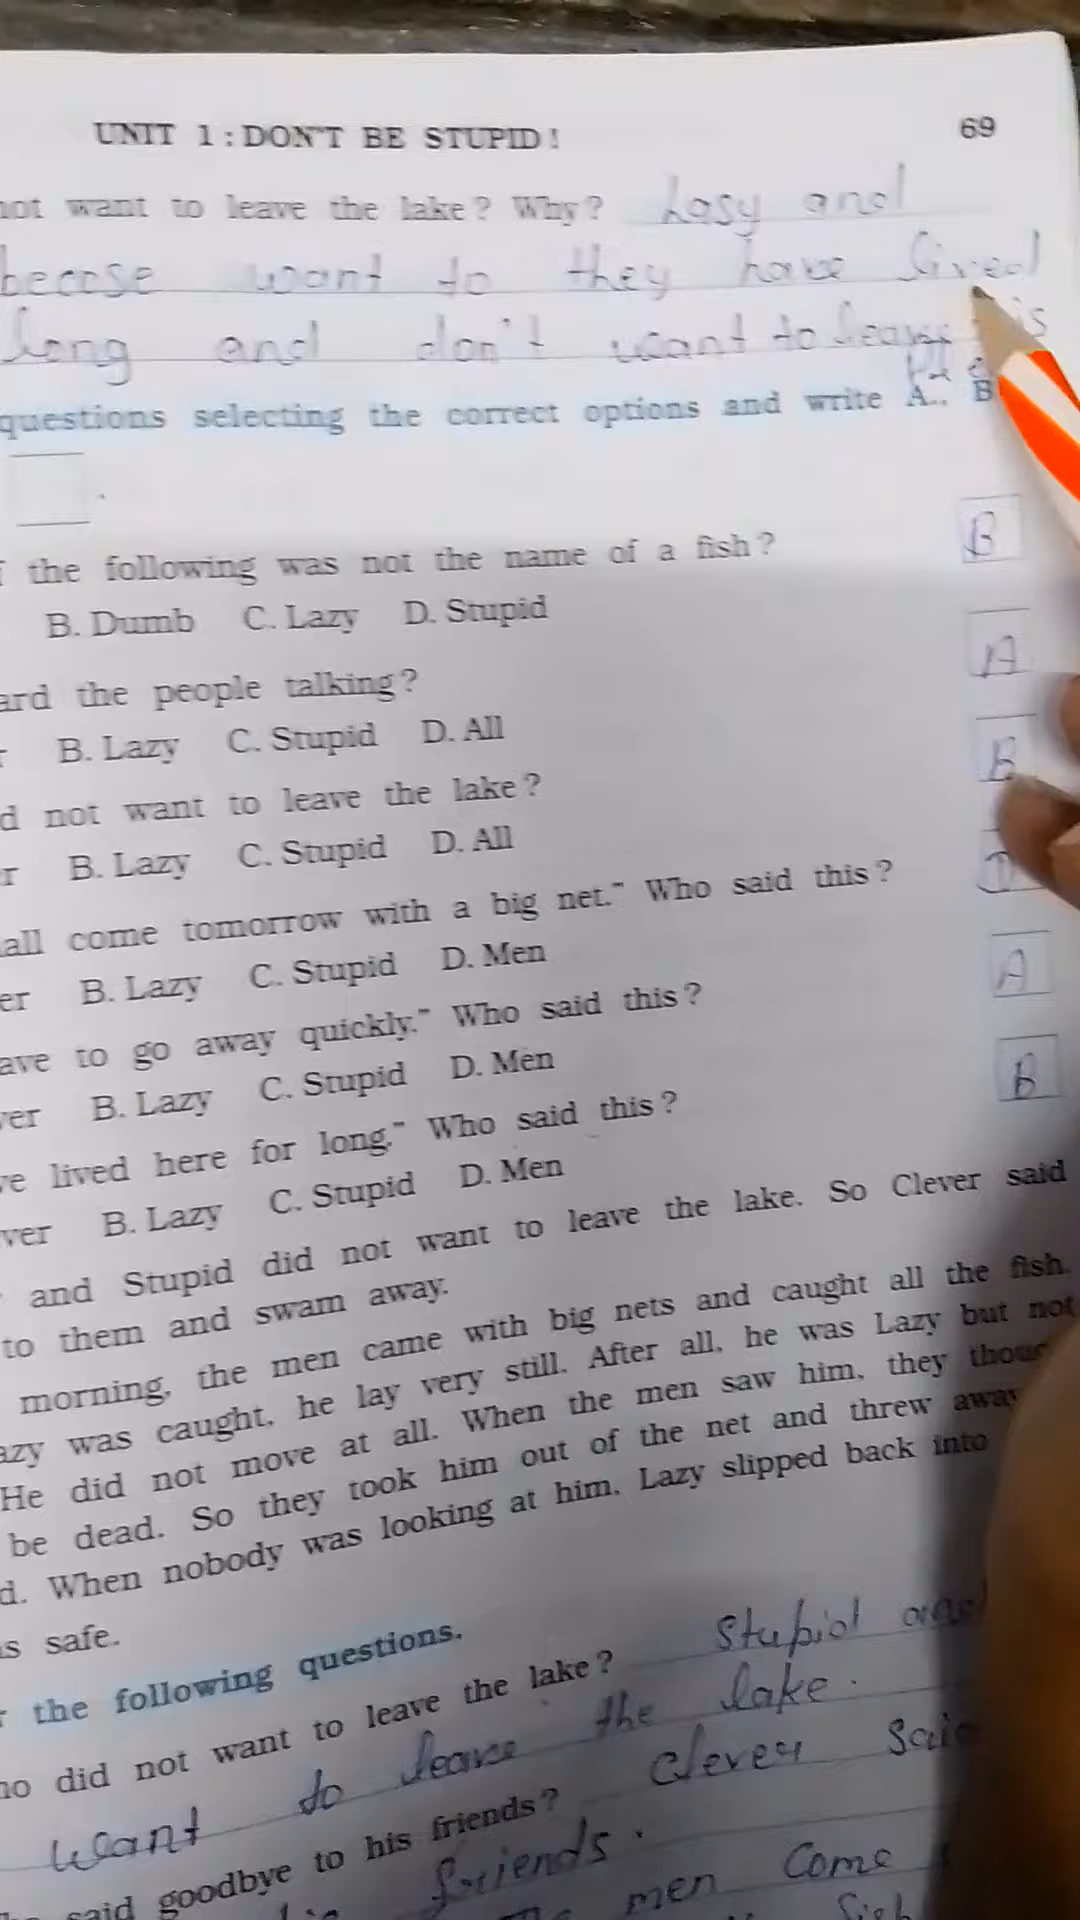 UNIT 1 : DON'T BE STUPID ! 69
not want to leave the lake? Why? Lasy and
becose want to they have lived
long and don't want to leaves is
questions selecting the correct options and write A., B
.
the following was not the name of a fish? B
B. Dumb C. Lazy D. Stupid
ard the people talking? A
B. Lazy C. Stupid D. All
d not want to leave the lake? B
r B. Lazy C. Stupid D. All
all come tomorrow with a big net." Who said this? D
er B. Lazy C. Stupid D. Men
ave to go away quickly." Who said this? A
ver B. Lazy C. Stupid D. Men
ve lived here for long." Who said this? B
ver B. Lazy C. Stupid D. Men
and Stupid did not want to leave the lake. So Clever said
to them and swam away.
morning, the men came with big nets and caught all the fish.
azy was caught, he lay very still. After all, he was Lazy but not
He did not move at all. When the men saw him, they thoug
be dead. So they took him out of the net and threw away
d. When nobody was looking at him, Lazy slipped back into
s safe.
r the following questions.
ho did not want to leave the lake? Stupid and
want to leave the lake.
said goodbye to his friends? Clever said
friends.
men come